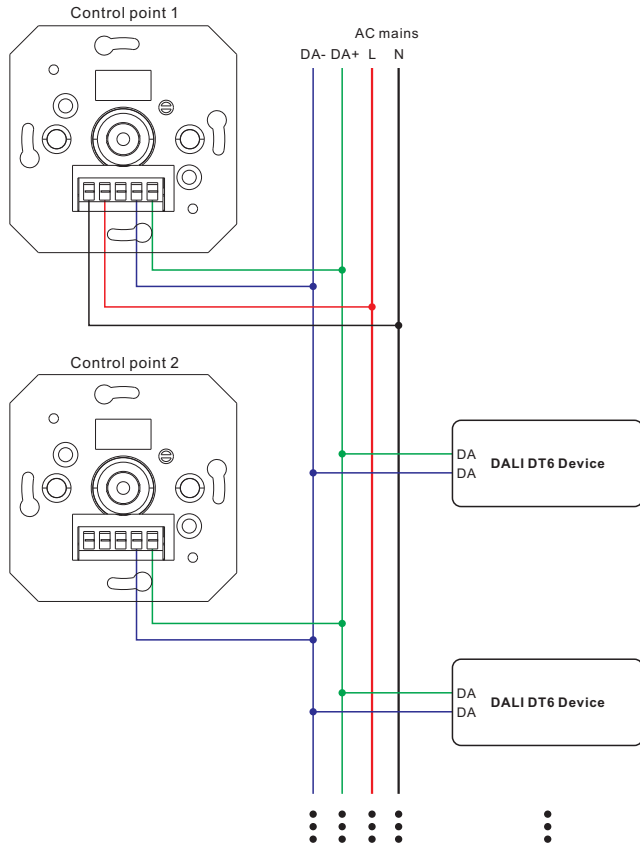 Control point 1
AC mains
DA- DA+ L N
Control point 2
DA
DALI DT6 Device
DA
DA
DALI DT6 Device
DA